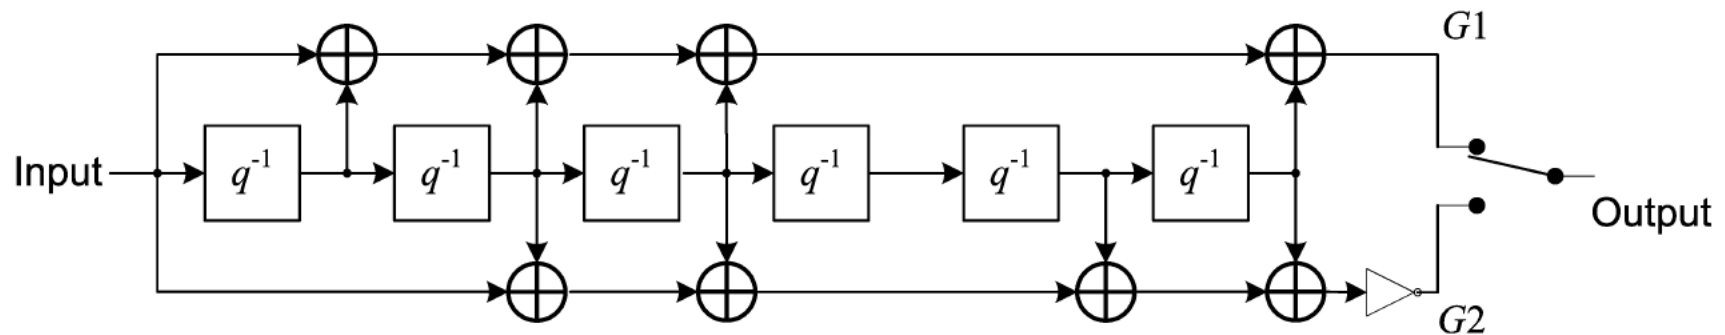 G1
Input
q⁻¹ q⁻¹ q⁻¹ q⁻¹ q⁻¹ q⁻¹
Output
G2